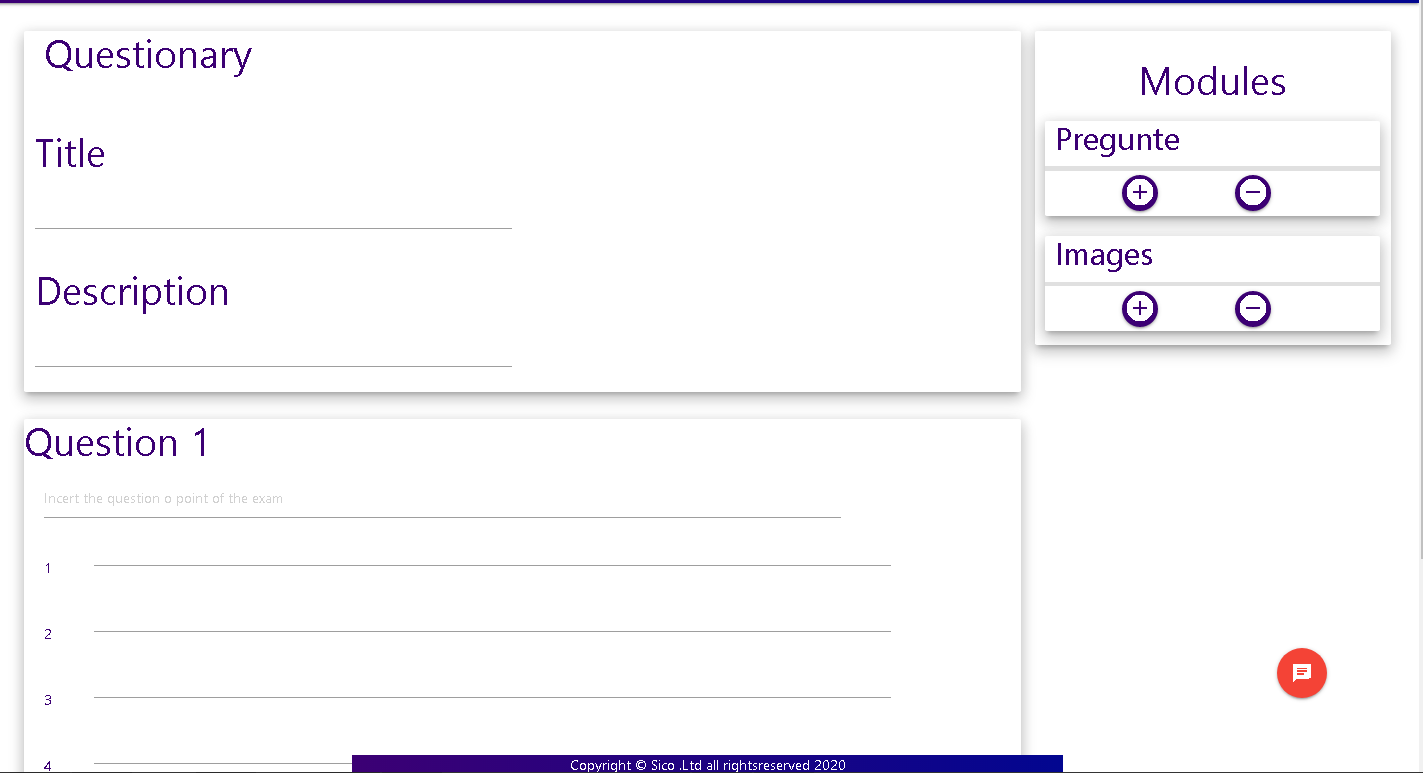 Questionary
Title
Description
Modules
Pregunte
Images
Question 1
Incert the question o point of the exam
1
2
3
4
Copyright © Sico .Ltd all rightsreserved 2020